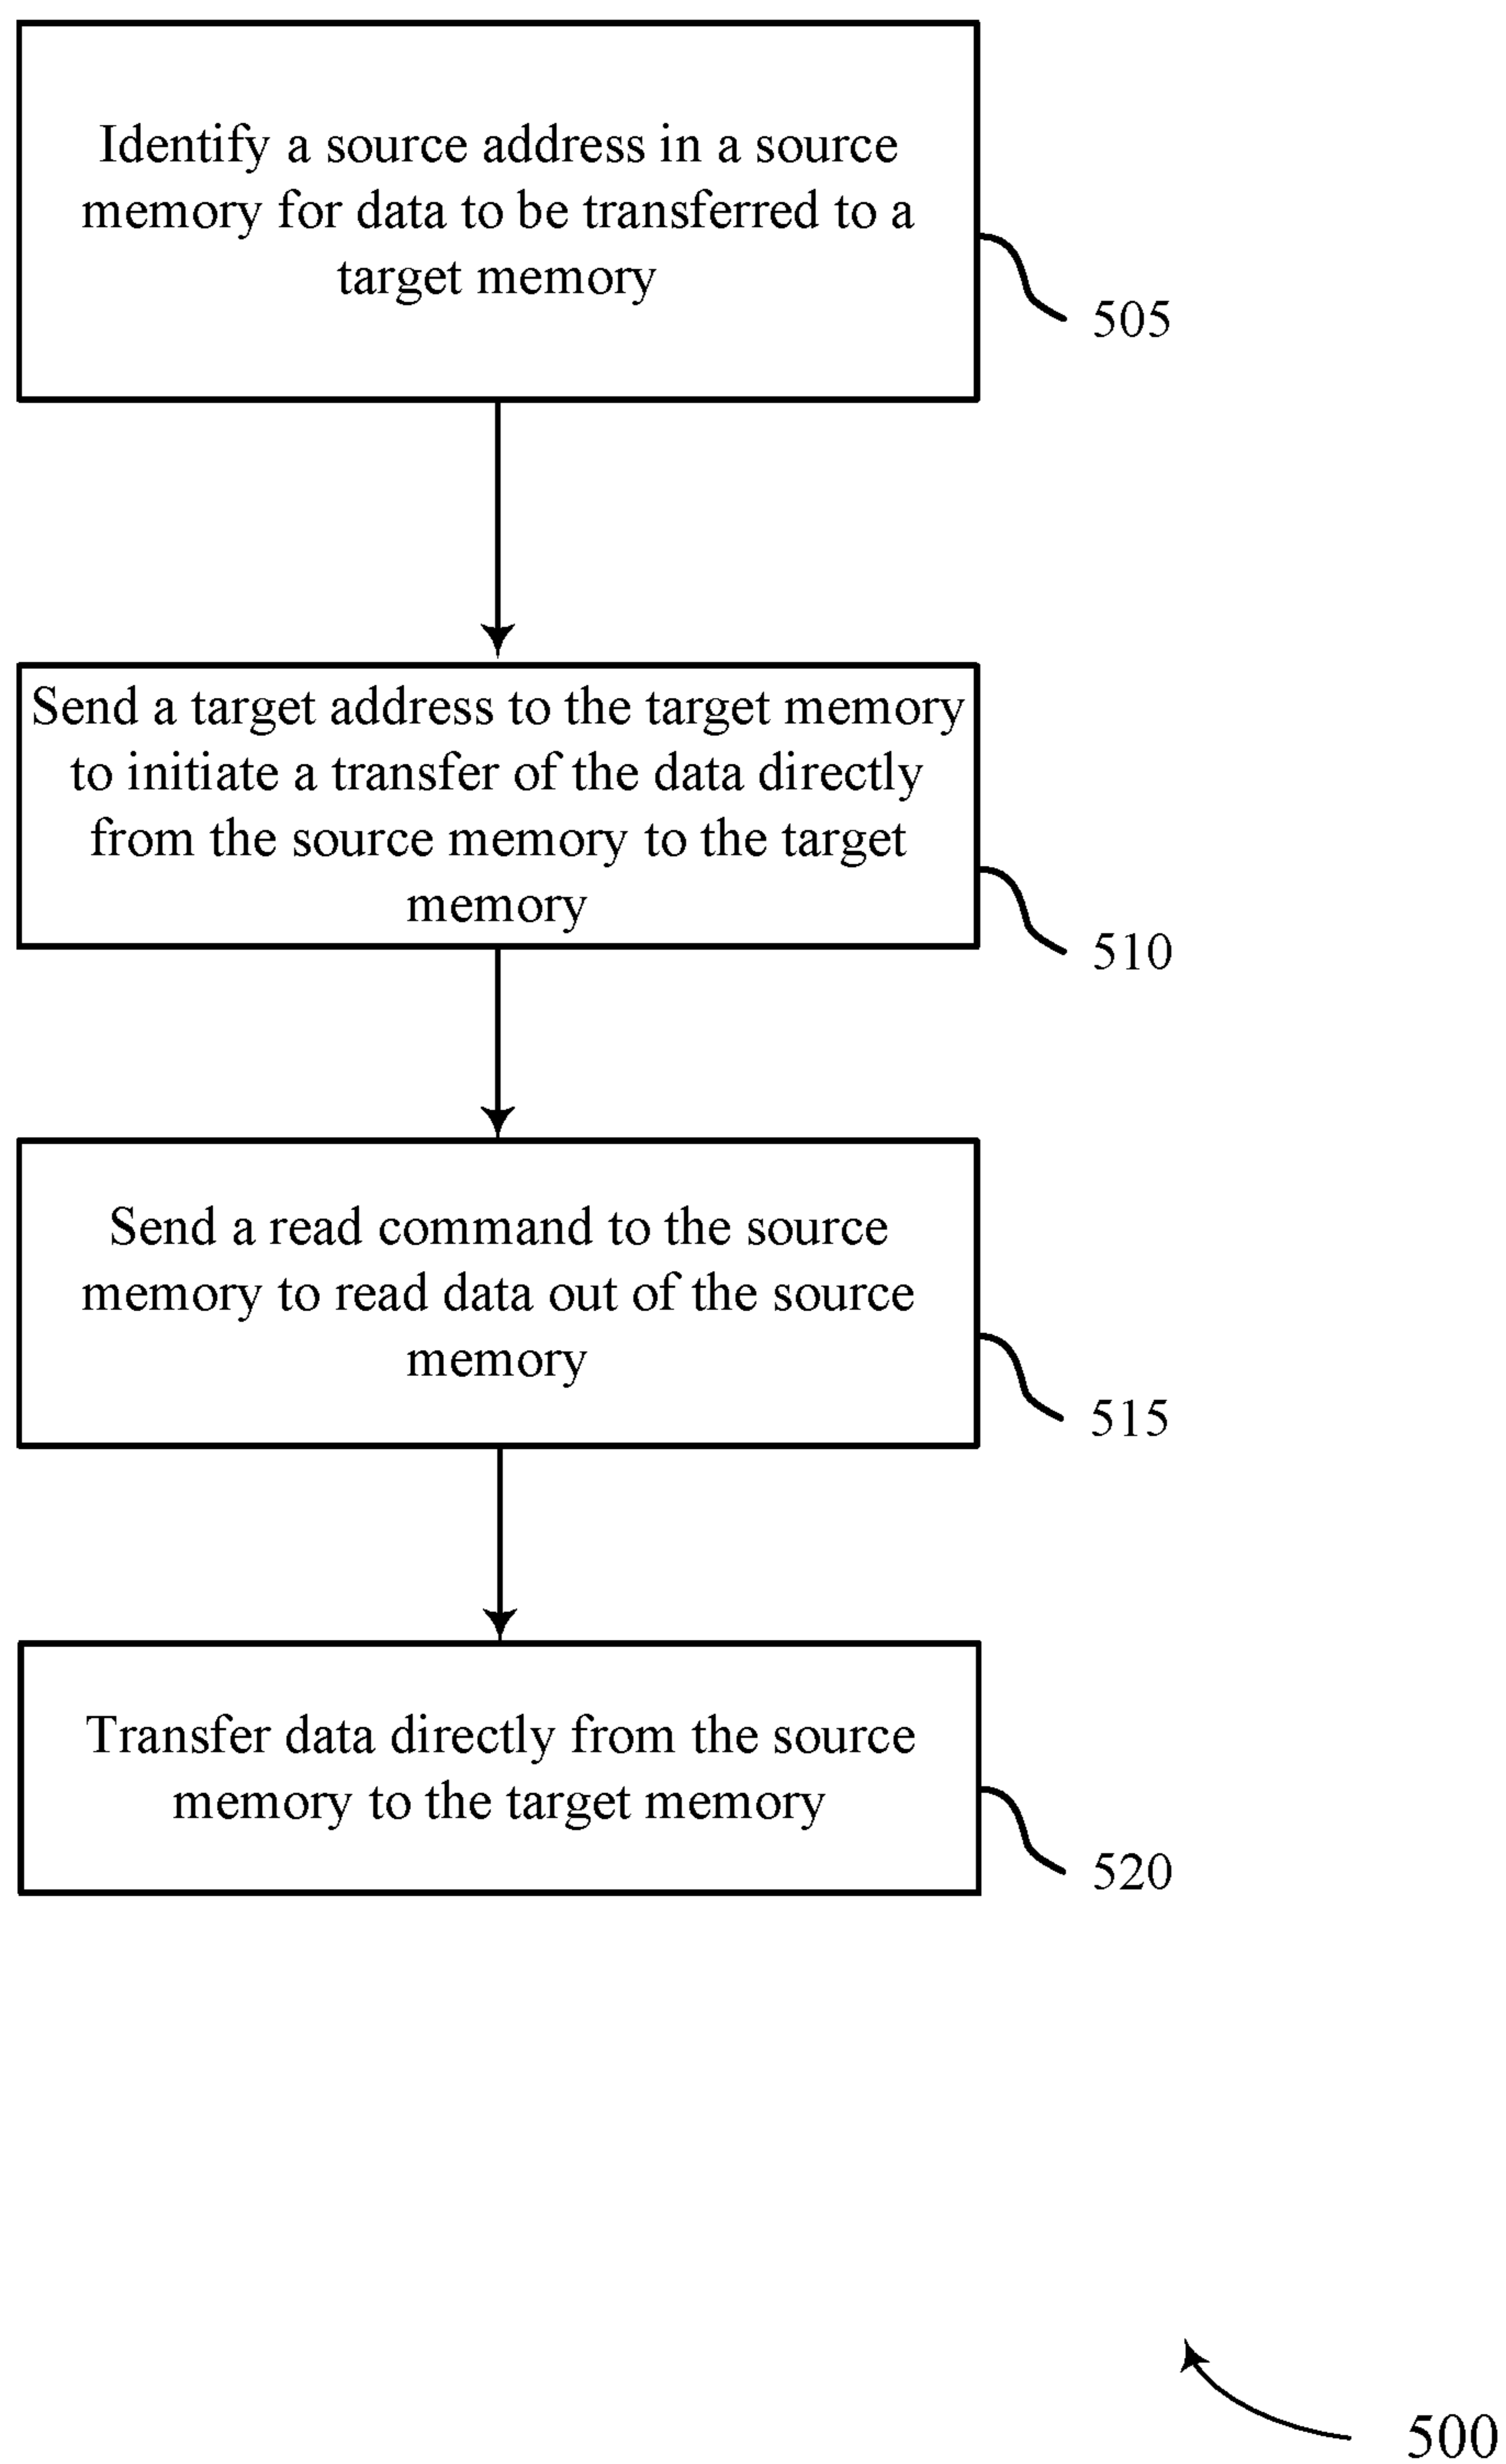 Identify a source address in a source
memory for data to be transferred to a
target memory
505
Send a target address to the target memory
to initiate a transfer of the data directly
from the source memory to the target
memory
510
Send a read command to the source
memory to read data out of the source
memory
515
Transfer data directly from the source
memory to the target memory
520
500